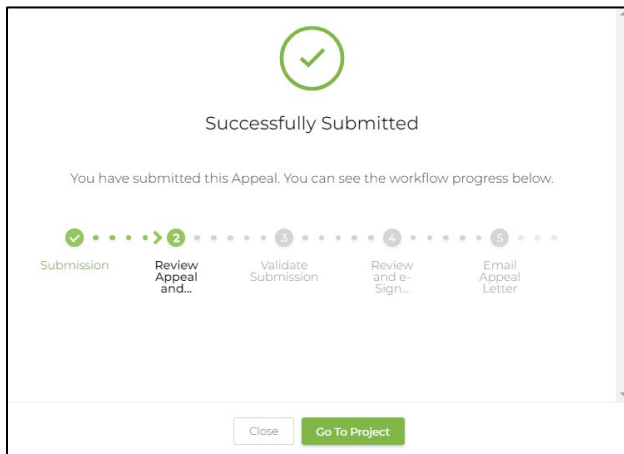 Successfully Submitted
You have submitted this Appeal. You can see the workflow progress below.
2
3
4
5
Submission
Review
Appeal
and...
Validate
Submission
Review
and e-
Sign...
Email
Appeal
Letter
Close
Go To Project